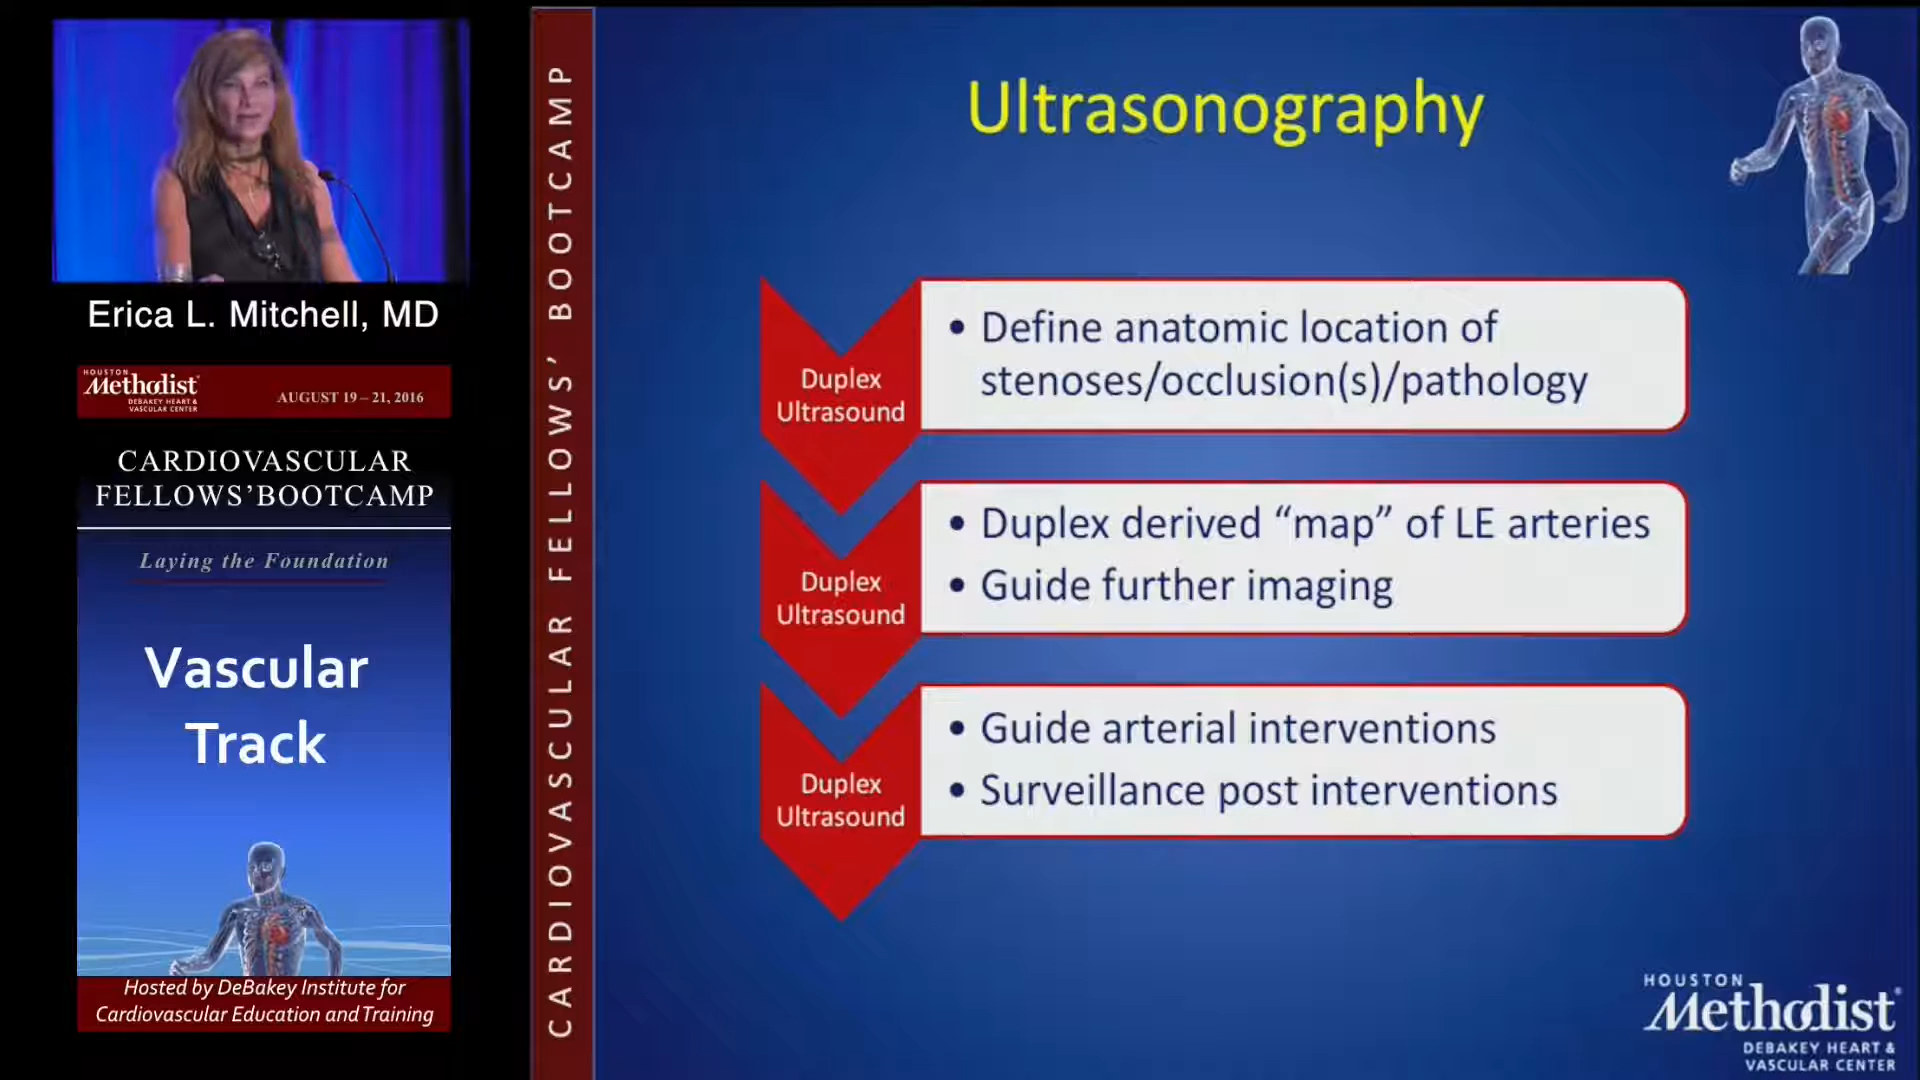 Erica L. Mitchell, MD
HOUSTON
Methodist
DEBAKEY HEART &
VASCULAR CENTER
AUGUST 19 – 21, 2016
CARDIOVASCULAR
FELLOWS'BOOTCAMP
Laying the Foundation
Vascular
Track
Hosted by DeBakey Institute for
Cardiovascular Education and Training
CARDIOVASCULAR FELLOWS' BOOTCAMP
Ultrasonography
Duplex
Ultrasound
• Define anatomic location of
stenoses/occlusion(s)/pathology
Duplex
Ultrasound
• Duplex derived “map” of LE arteries
• Guide further imaging
Duplex
Ultrasound
• Guide arterial interventions
• Surveillance post interventions
HOUSTON
Methodist®
DEBAKEY HEART &
VASCULAR CENTER